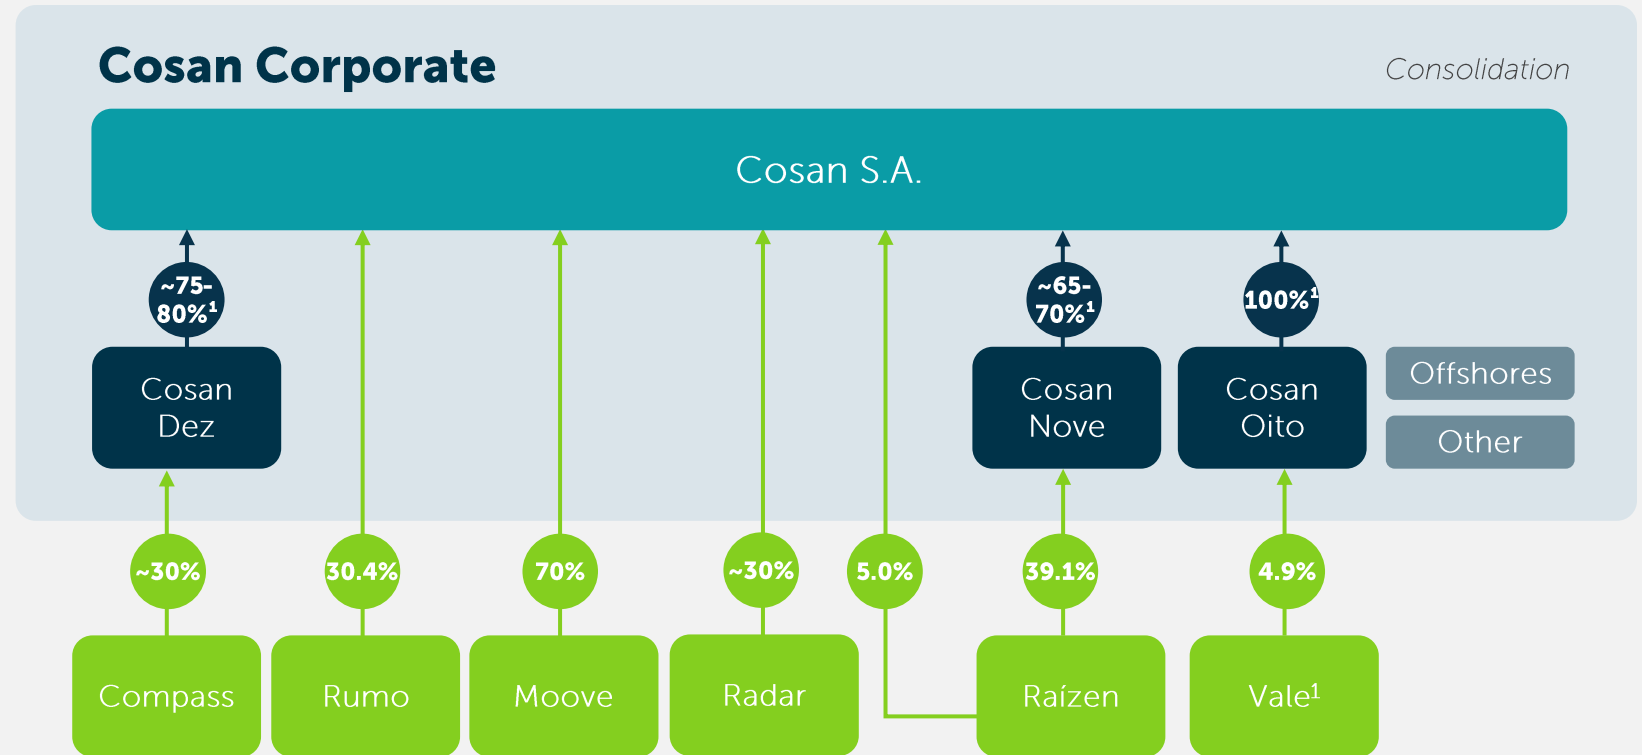 Cosan Corporate
Consolidation
Cosan S.A.
~75-
80%¹
~65-
70%¹
100%¹
Cosan
Dez
Cosan
Nove
Cosan
Oito
Offshores
Other
~30%
30.4%
70%
~30%
5.0%
39.1%
4.9%
Compass
Rumo
Moove
Radar
Raízen
Vale¹